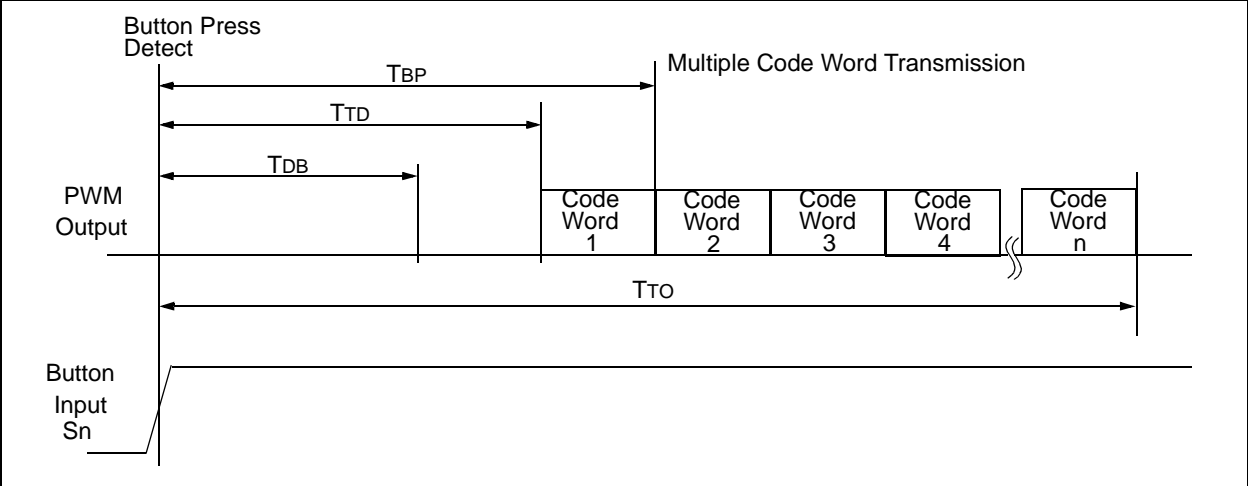 Button Press
Detect
TBP
Multiple Code Word Transmission
TTD
TDB
PWM
Output
Code
Word
1
Code
Word
2
Code
Word
3
Code
Word
4
Code
Word
n
TTO
Button
Input
Sn